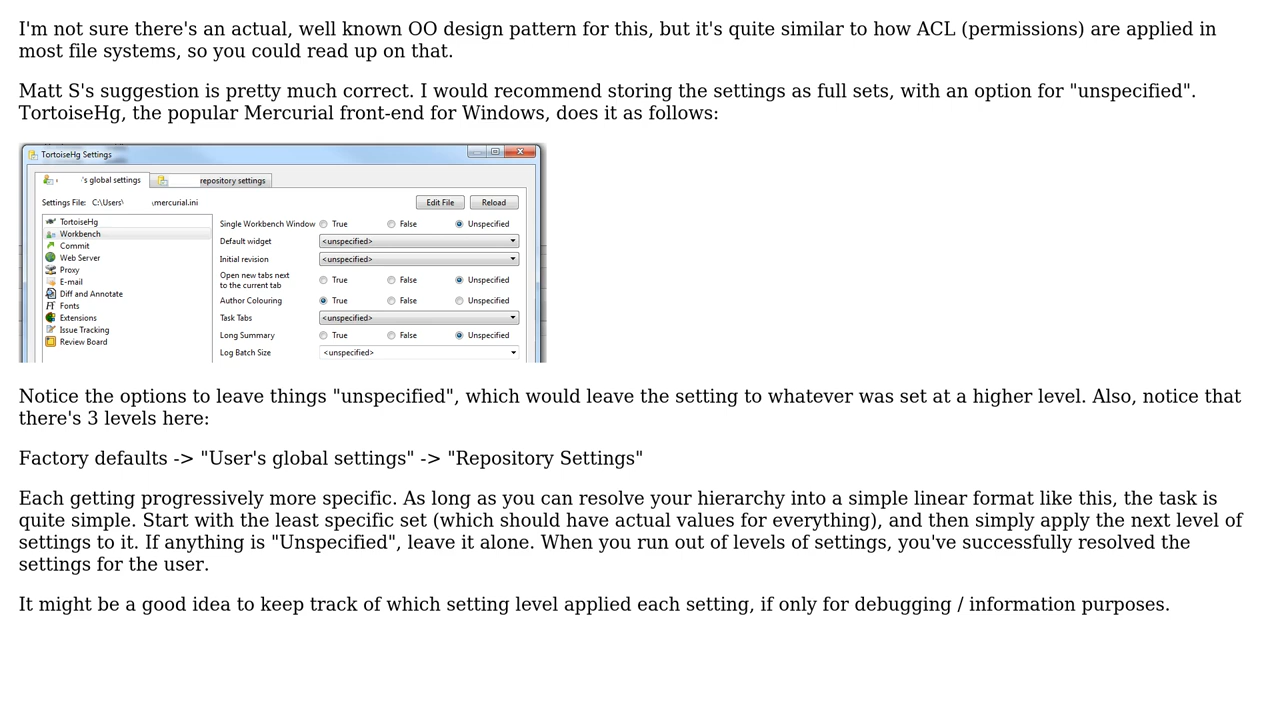 I'm not sure there's an actual, well known OO design pattern for this, but it's quite similar to how ACL (permissions) are applied in
most file systems, so you could read up on that.
Matt S's suggestion is pretty much correct. I would recommend storing the settings as full sets, with an option for "unspecified".
TortoiseHg, the popular Mercurial front-end for Windows, does it as follows:
TortoiseHg Settings
's global settings repository settings
Settings File: C:\Users\ \mercurial.ini Edit File Reload
TortoiseHg
Workbench
Commit
Web Server
Proxy
E-mail
Diff and Annotate
Fonts
Extensions
Issue Tracking
Review Board
Single Workbench Window True False Unspecified
Default widget <unspecified>
Initial revision <unspecified>
Open new tabs next
to the current tab True False Unspecified
Author Colouring True False Unspecified
Task Tabs <unspecified>
Long Summary True False Unspecified
Log Batch Size <unspecified>
Notice the options to leave things "unspecified", which would leave the setting to whatever was set at a higher level. Also, notice that
there's 3 levels here:
Factory defaults -> "User's global settings" -> "Repository Settings"
Each getting progressively more specific. As long as you can resolve your hierarchy into a simple linear format like this, the task is
quite simple. Start with the least specific set (which should have actual values for everything), and then simply apply the next level of
settings to it. If anything is "Unspecified", leave it alone. When you run out of levels of settings, you've successfully resolved the
settings for the user.
It might be a good idea to keep track of which setting level applied each setting, if only for debugging / information purposes.